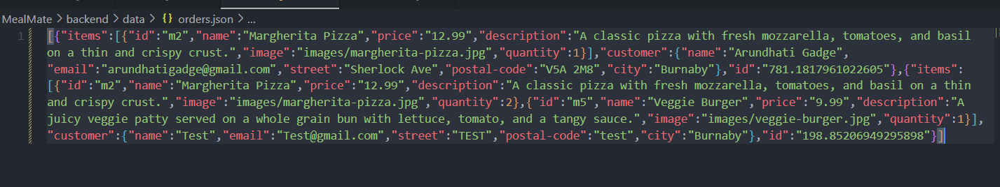 MealMate > backend > data > {} orders.json > ...
1 [{"items":[{"id":"m2","name":"Margherita Pizza","price":"12.99","description":"A classic pizza with fresh mozzarella, tomatoes, and basil
on a thin and crispy crust.","image":"images/margherita-pizza.jpg","quantity":1}],"customer":{"name":"Arundhati Gadge",
"email":"arundhatigadge@gmail.com","street":"Sherlock Ave","postal-code":"V5A 2M8","city":"Burnaby"},"id":"781.1817961022605"},{"items":
[{"id":"m2","name":"Margherita Pizza","price":"12.99","description":"A classic pizza with fresh mozzarella, tomatoes, and basil on a thin
and crispy crust.","image":"images/margherita-pizza.jpg","quantity":2},{"id":"m5","name":"Veggie Burger","price":"9.99","description":"A
juicy veggie patty served on a whole grain bun with lettuce, tomato, and a tangy sauce.","image":"images/veggie-burger.jpg","quantity":1}],
"customer":{"name":"Test","email":"Test@gmail.com","street":"TEST","postal-code":"test","city":"Burnaby"},"id":"198.85206949295898"}]